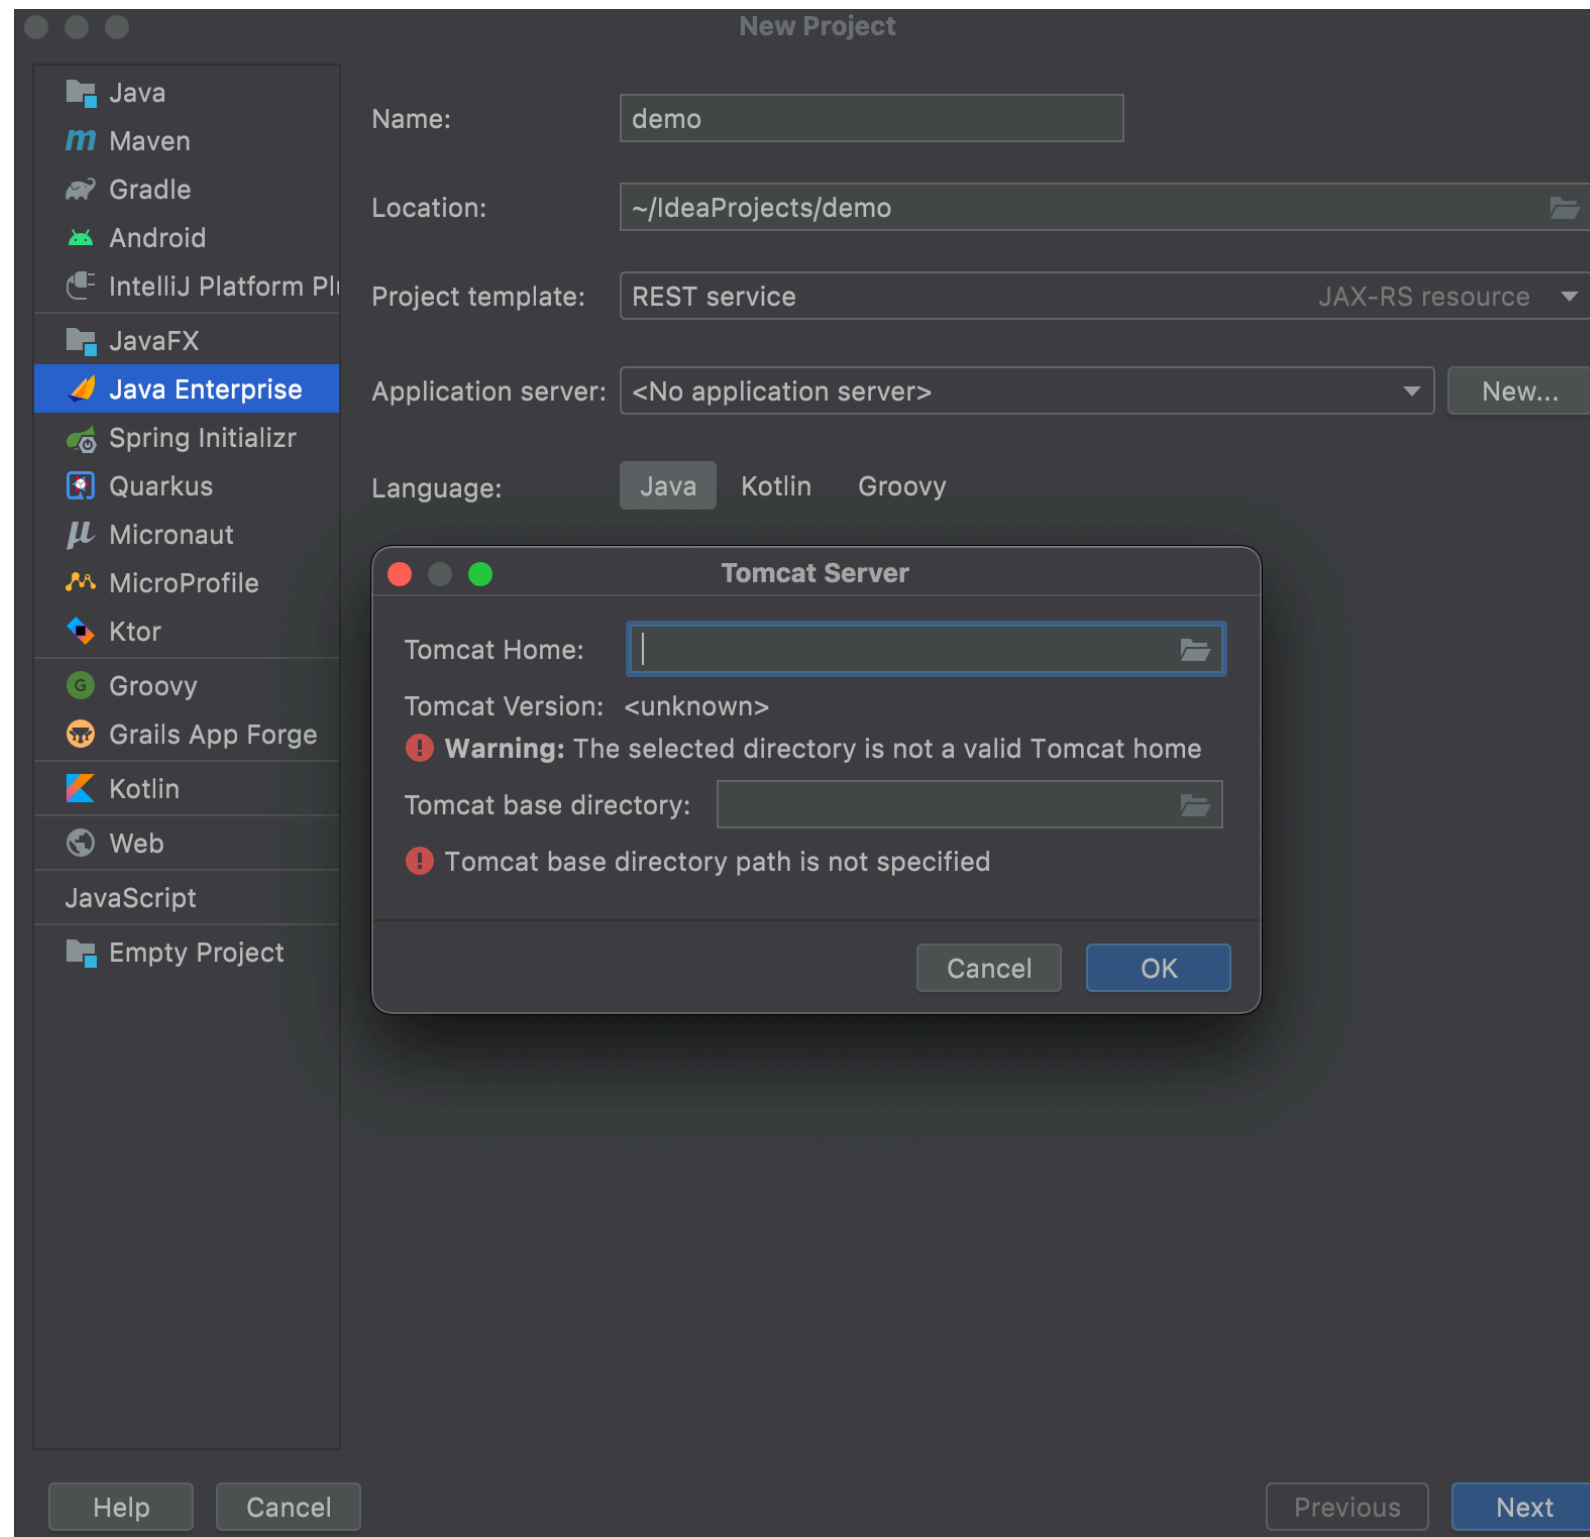 New Project
Java
Maven
Gradle
Android
IntelliJ Platform Plu
JavaFX
Java Enterprise
Spring Initializr
Quarkus
Micronaut
MicroProfile
Ktor
G Groovy
Grails App Forge
Kotlin
Web
JavaScript
Empty Project
Name: demo
Location: ~/IdeaProjects/demo
Project template: REST service JAX-RS resource
Application server: <No application server> New...
Language: Java Kotlin Groovy
Tomcat Server
Tomcat Home:
Tomcat Version: <unknown>
Warning: The selected directory is not a valid Tomcat home
Tomcat base directory:
Tomcat base directory path is not specified
Cancel OK
Help Cancel Previous Next